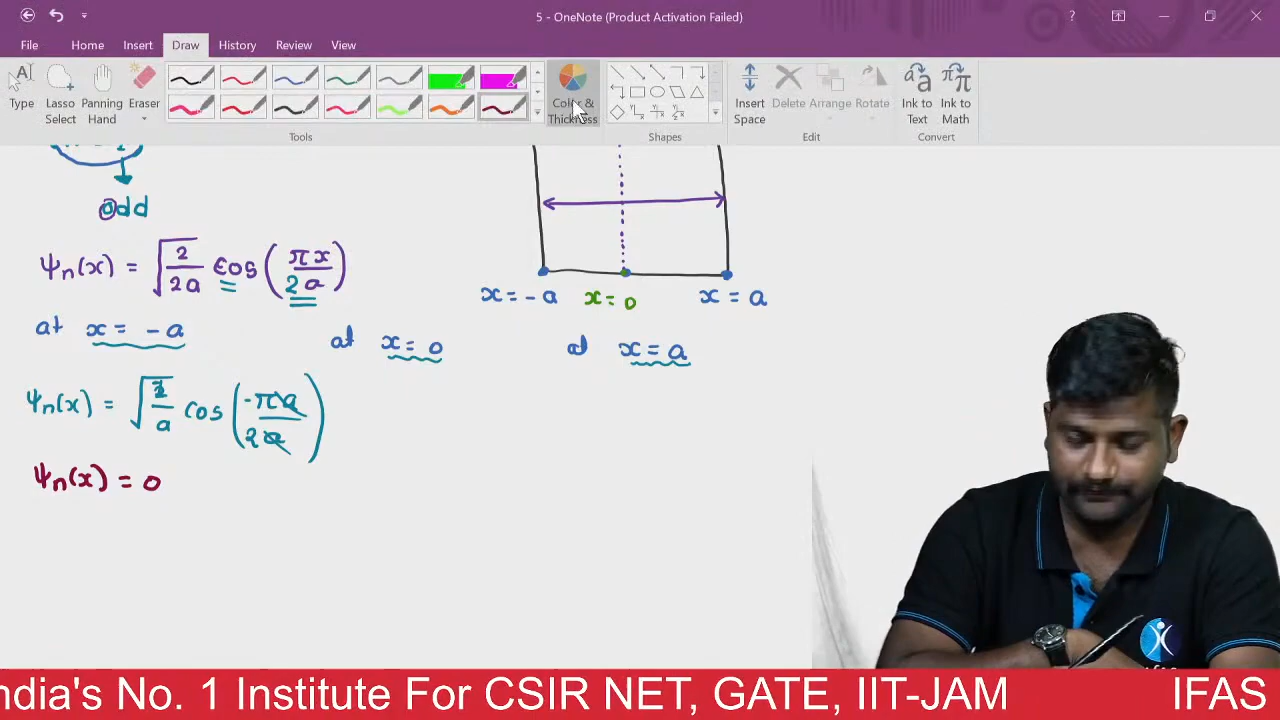 5 - OneNote (Product Activation Failed)
?
File Home Insert Draw History Review View
Type
Lasso Select
Panning Hand
Eraser
Color & Thickness
Insert Space
Delete
Arrange
Rotate
Ink to Text
Ink to Math
Tools
Shapes
Edit
Convert
odd
ψn(x) = √(2/2a) cos(πx/2a)
x = -a x = 0 x = a
at x = -a at x = 0 at x = a
ψn(x) = √(1/a) cos(-πa/2a)
ψn(x) = 0
ndia's No. 1 Institute For CSIR NET, GATE, IIT-JAM IFAS